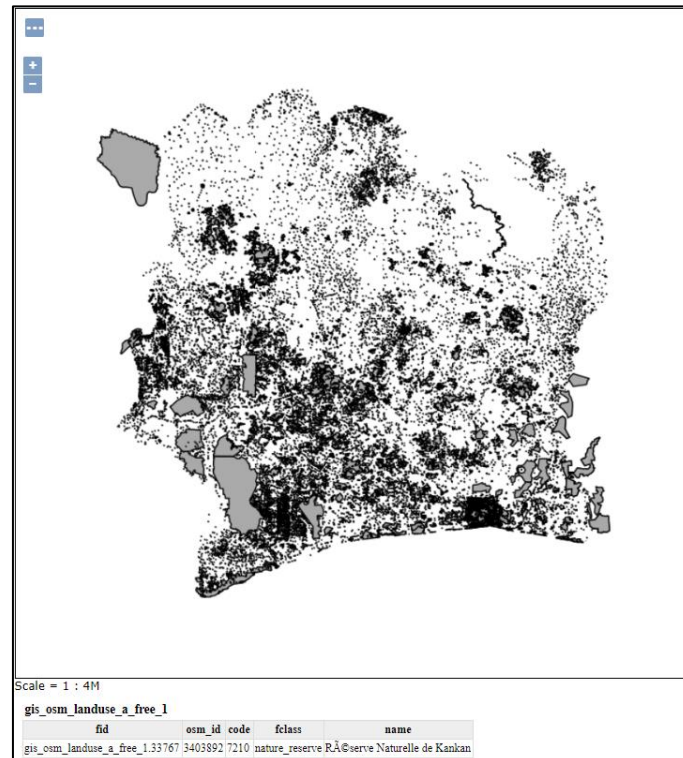 ...
+
−
Scale = 1 : 4M
gis_osm_landuse_a_free_1
fid osm_id code fclass name
gis_osm_landuse_a_free_1.33767 3403892 7210 nature_reserve RÃ©serve Naturelle de Kankan